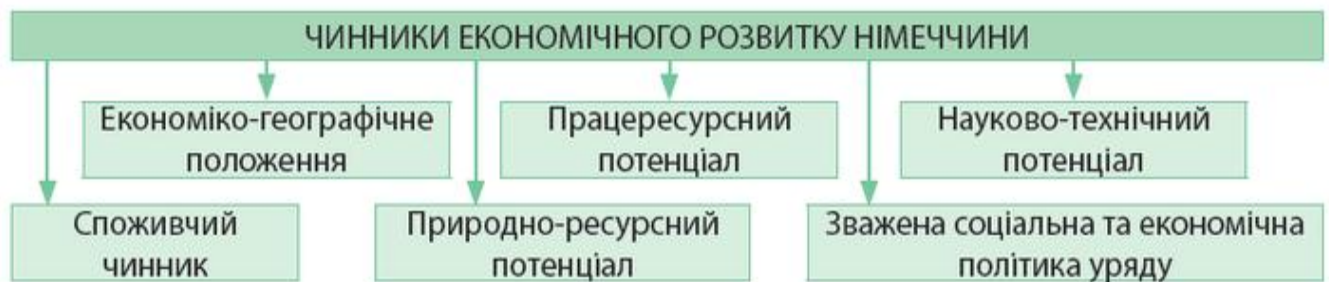 ЧИННИКИ ЕКОНОМІЧНОГО РОЗВИТКУ НІМЕЧЧИНИ
Економіко-географічне
положення
Працересурсний
потенціал
Науково-технічний
потенціал
Споживчий
чинник
Природно-ресурсний
потенціал
Зважена соціальна та економічна
політика уряду